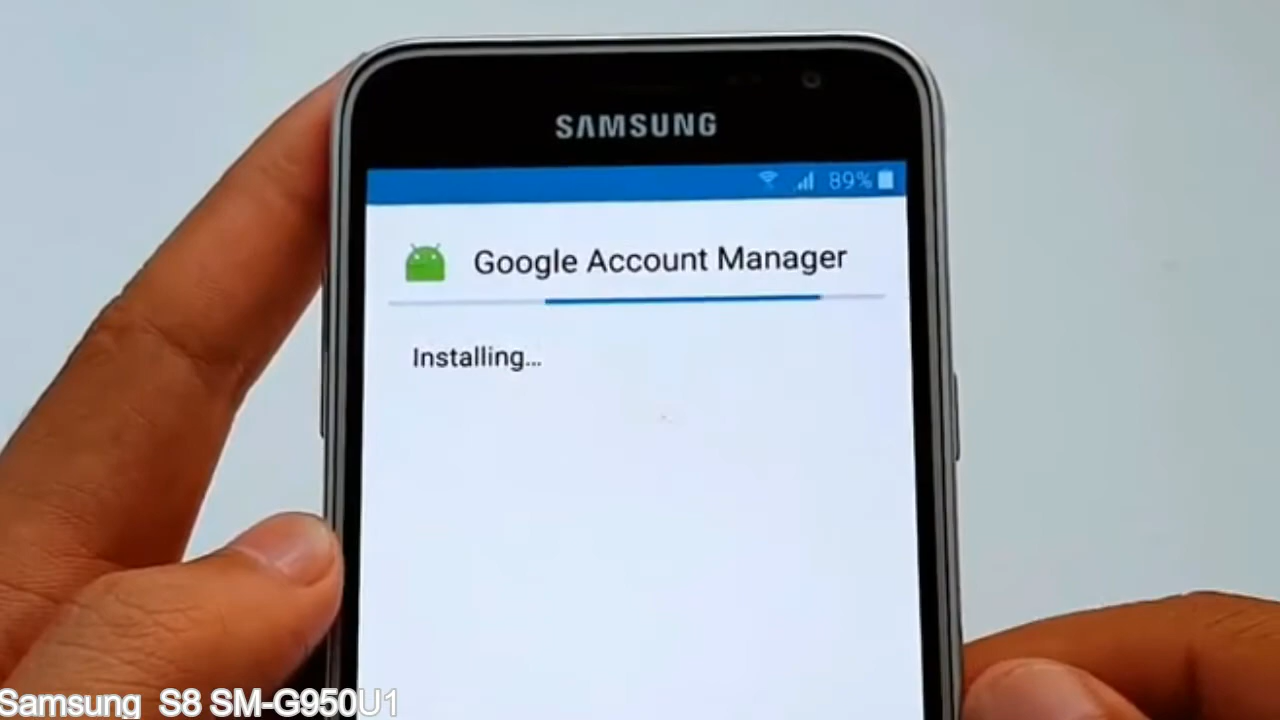 SAMSUNG
89%
Google Account Manager
Installing...
Samsung S8 SM-G950U1